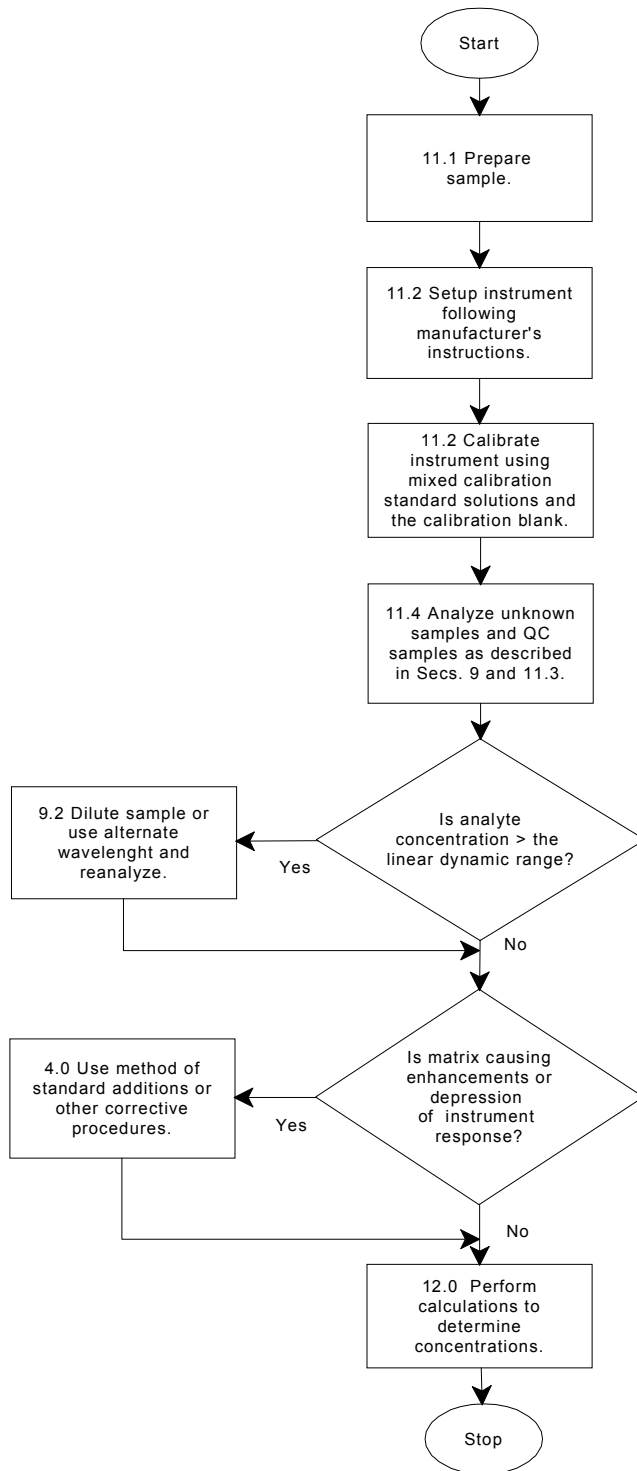 Start
11.1 Prepare
sample.
11.2 Setup instrument
following
manufacturer's
instructions.
11.2 Calibrate
instrument using
mixed calibration
standard solutions and
the calibration blank.
11.4 Analyze unknown
samples and QC
samples as described
in Secs. 9 and 11.3.
Is analyte
concentration > the
linear dynamic range?
Yes
9.2 Dilute sample or
use alternate
wavelenght and
reanalyze.
No
Is matrix causing
enhancements or
depression
of instrument
response?
Yes
4.0 Use method of
standard additions or
other corrective
procedures.
No
12.0 Perform
calculations to
determine
concentrations.
Stop